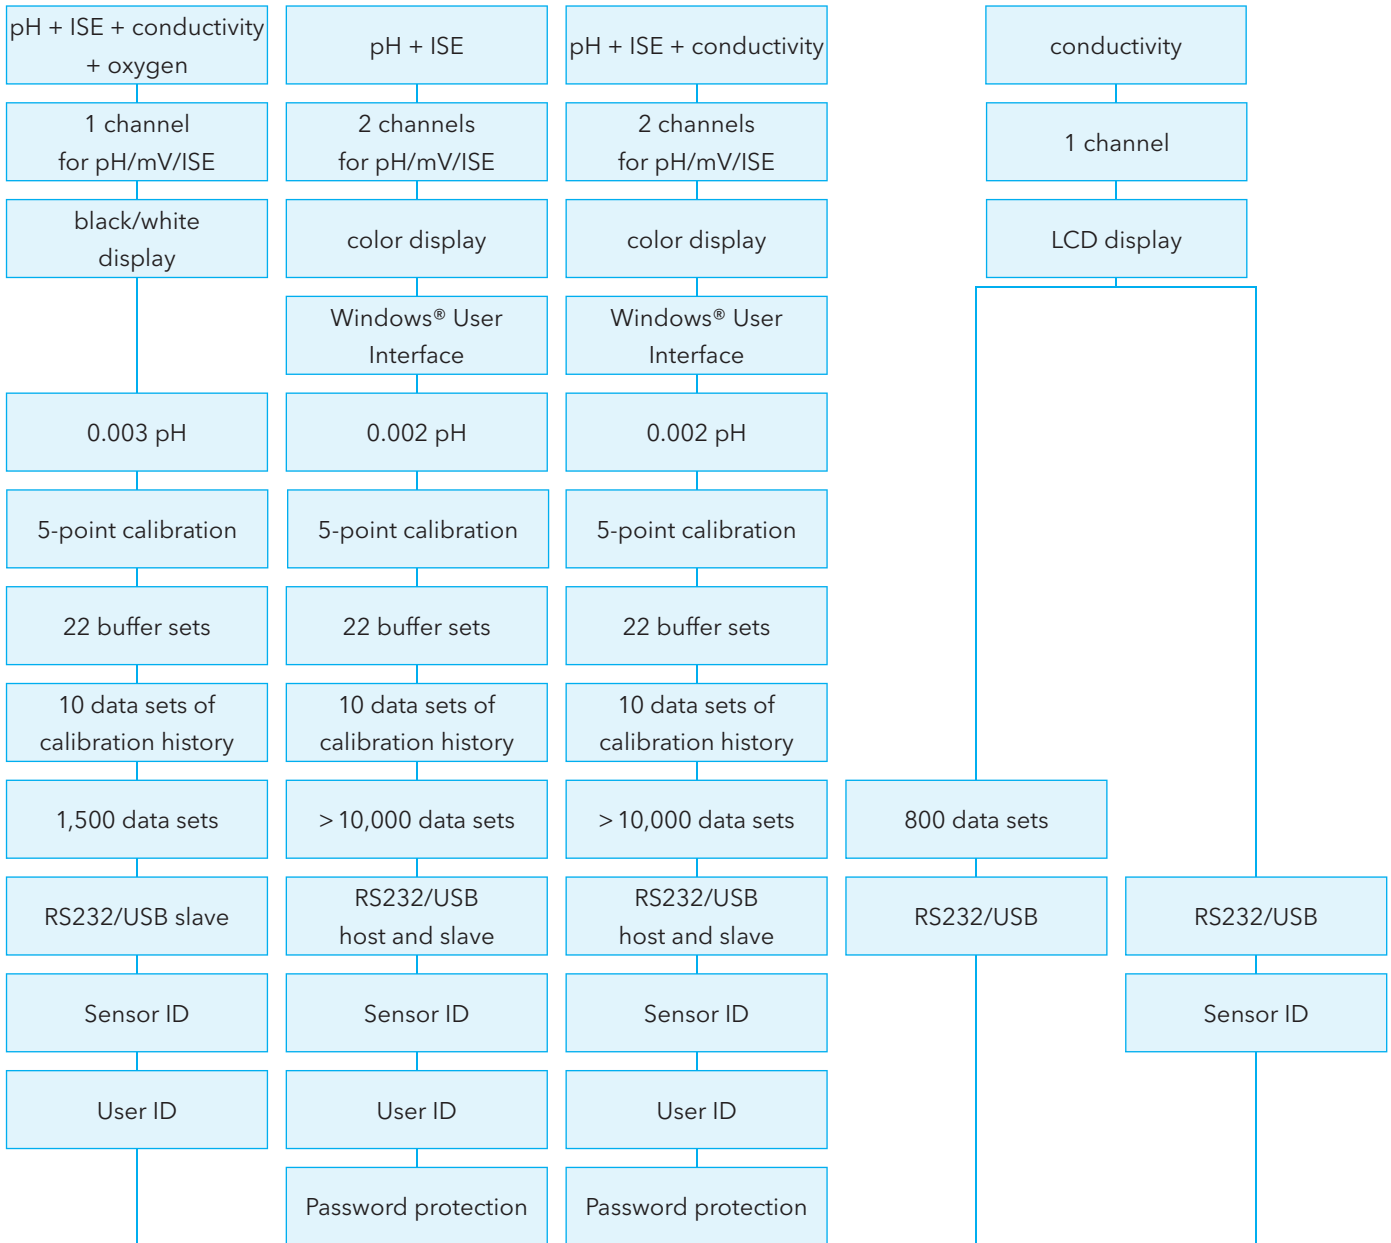 pH + ISE + conductivity
+ oxygen
pH + ISE
pH + ISE + conductivity
conductivity
1 channel
for pH/mV/ISE
2 channels
for pH/mV/ISE
2 channels
for pH/mV/ISE
1 channel
black/white
display
color display
color display
LCD display
Windows® User
Interface
Windows® User
Interface
0.003 pH
0.002 pH
0.002 pH
5-point calibration
5-point calibration
5-point calibration
22 buffer sets
22 buffer sets
22 buffer sets
10 data sets of
calibration history
10 data sets of
calibration history
10 data sets of
calibration history
1,500 data sets
> 10,000 data sets
> 10,000 data sets
800 data sets
RS232/USB slave
RS232/USB
host and slave
RS232/USB
host and slave
RS232/USB
RS232/USB
Sensor ID
Sensor ID
Sensor ID
Sensor ID
User ID
User ID
User ID
Password protection
Password protection